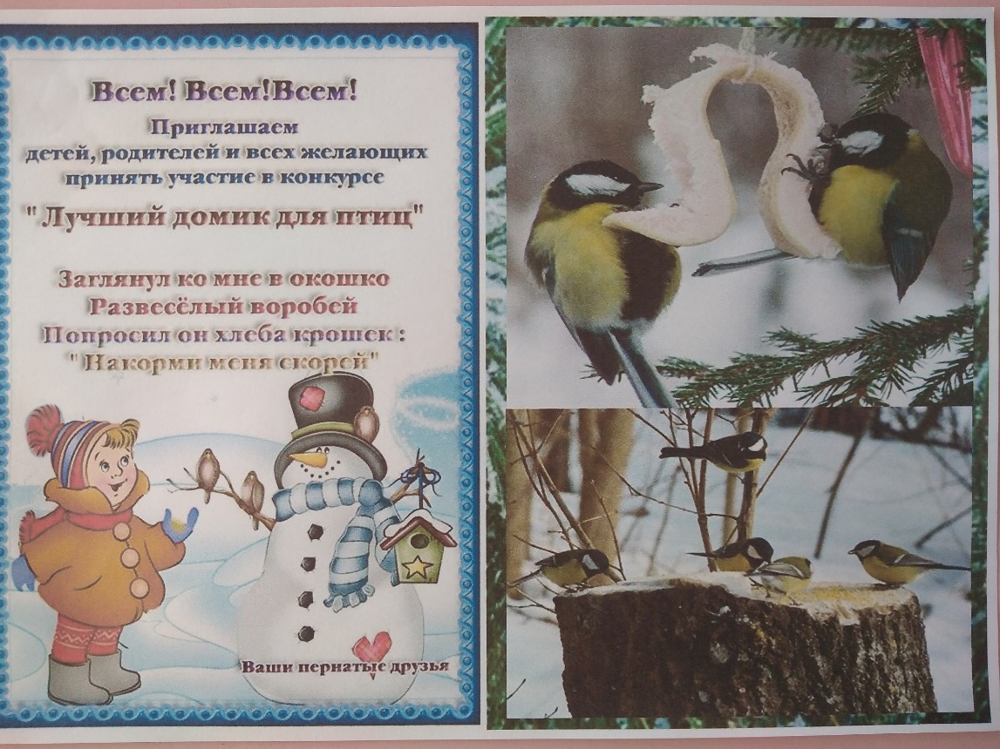 Всем! Всем!Всем!
Приглашаем
детей, родителей и всех желающих
принять участие в конкурсе
"Лучший домик для птиц"
Заглянул ко мне в окошко
Развесёлый воробей
Попросил он хлеба крошек :
"Накорми меня скорей"
Ваши пернатые друзья